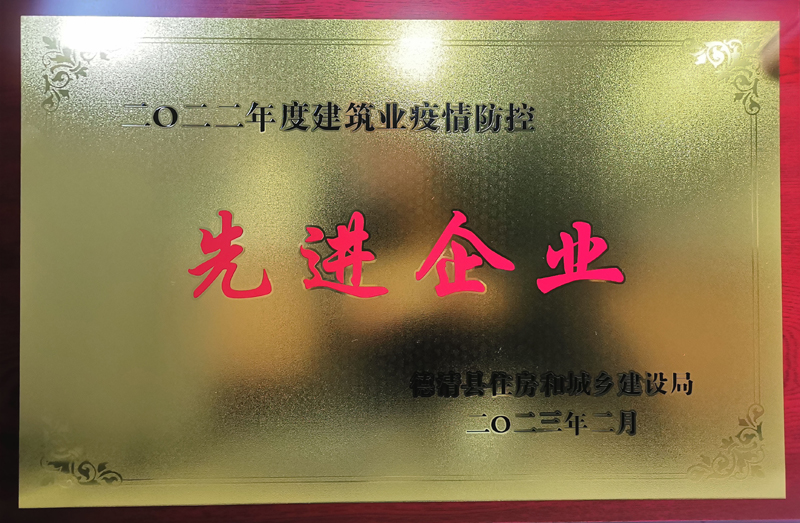 二〇二二年度建筑业疫情防控
先进企业
德清县住房和城乡建设局
二〇二三年二月